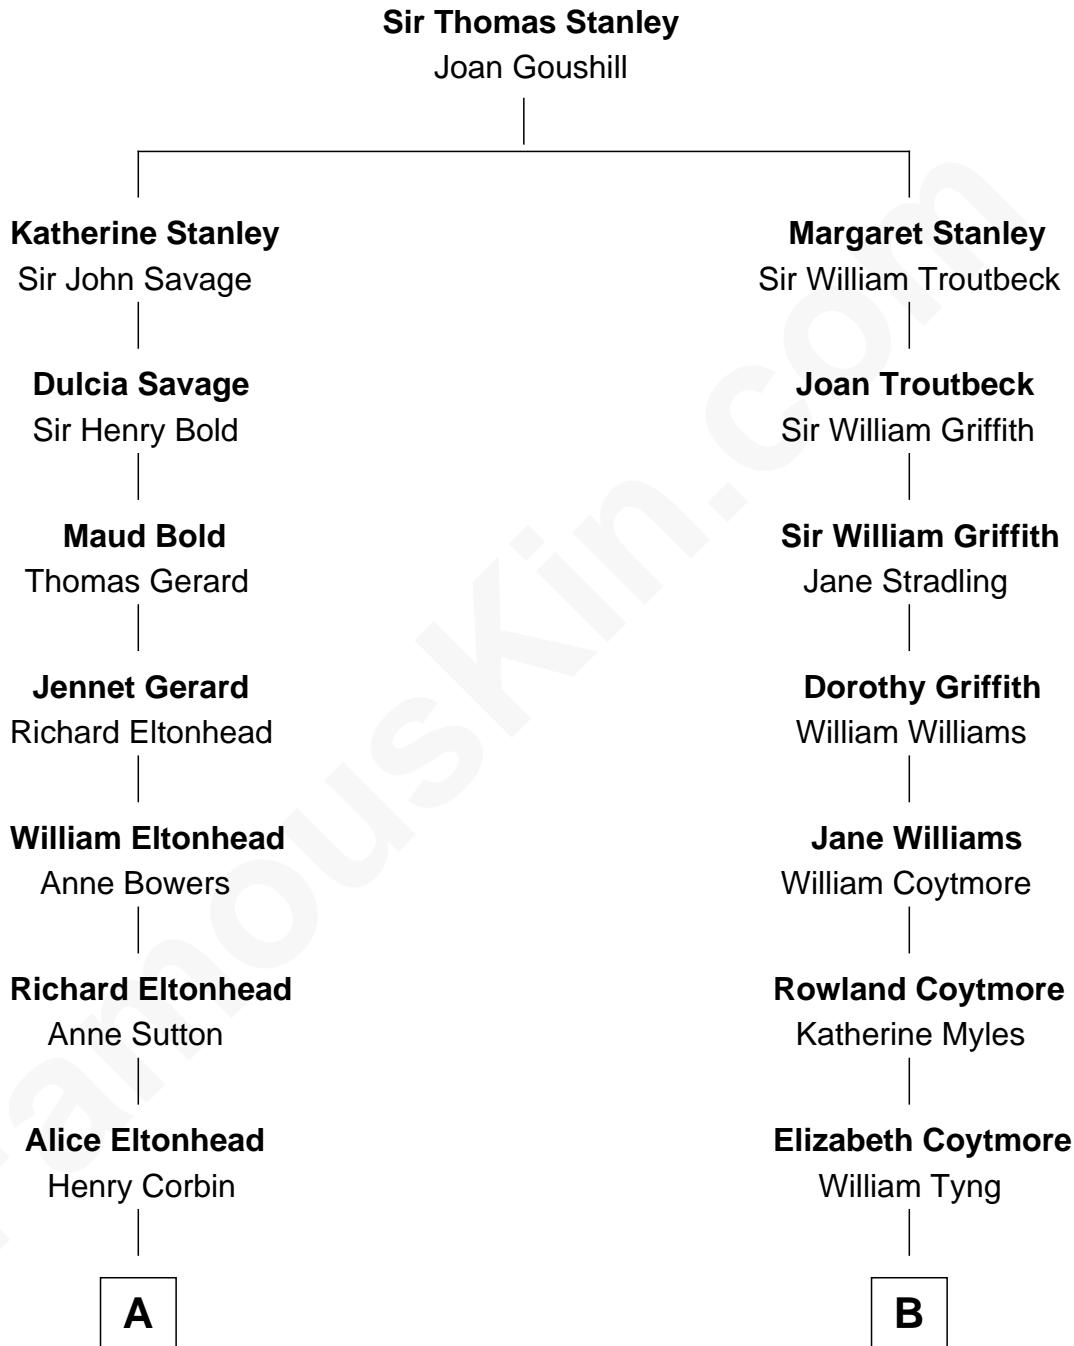 Sir Thomas Stanley
Joan Goushill
Katherine Stanley
Sir John Savage
Margaret Stanley
Sir William Troutbeck
Dulcia Savage
Sir Henry Bold
Joan Troutbeck
Sir William Griffith
Maud Bold
Thomas Gerard
Sir William Griffith
Jane Stradling
Jennet Gerard
Richard Eltonhead
Dorothy Griffith
William Williams
William Eltonhead
Anne Bowers
Jane Williams
William Coytmore
Richard Eltonhead
Anne Sutton
Rowland Coytmore
Katherine Myles
Alice Eltonhead
Henry Corbin
Elizabeth Coytmore
William Tyng
A
B
FamousKin.com